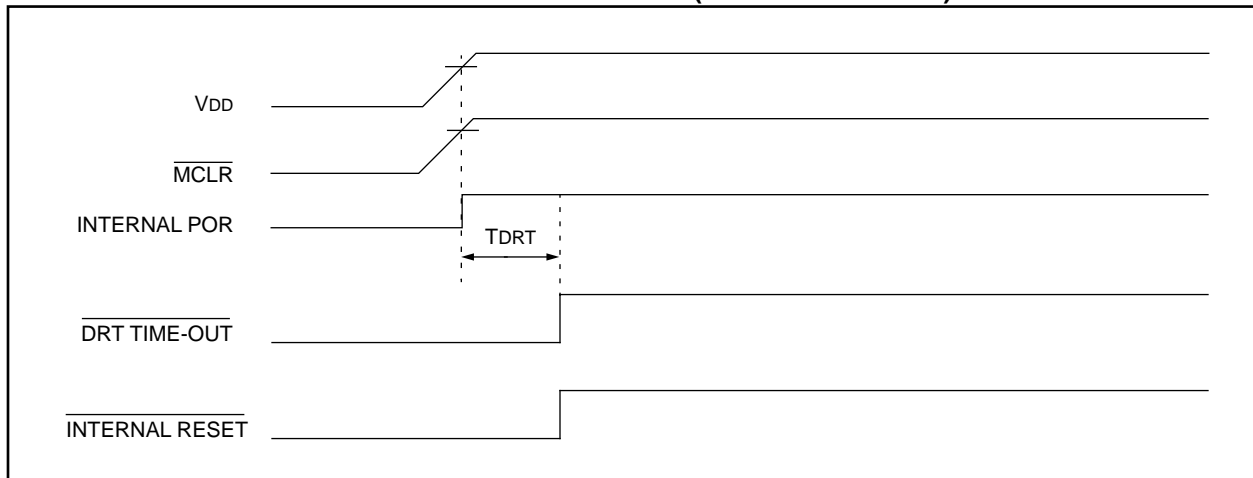 VDD
MCLR
INTERNAL POR
TDRT
DRT TIME-OUT
INTERNAL RESET